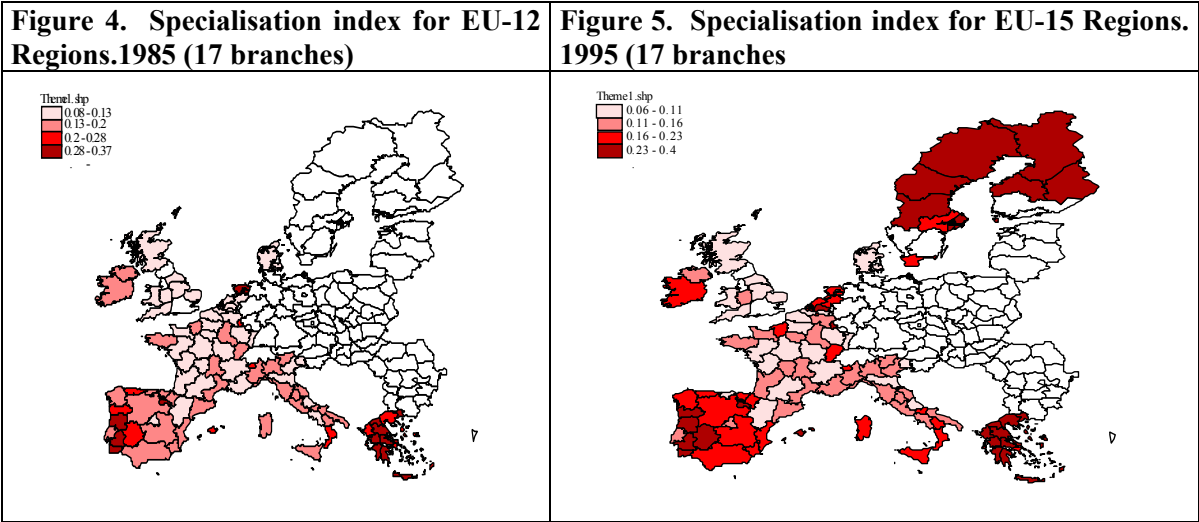 Figure 4. Specialisation index for EU-12
Regions.1985 (17 branches)
Figure 5. Specialisation index for EU-15 Regions.
1995 (17 branches
Theme1.shp
0.08 - 0.13
0.13 - 0.2
0.2 - 0.28
0.28 - 0.37
Theme1.shp
0.06 - 0.11
0.11 - 0.16
0.16 - 0.23
0.23 - 0.4